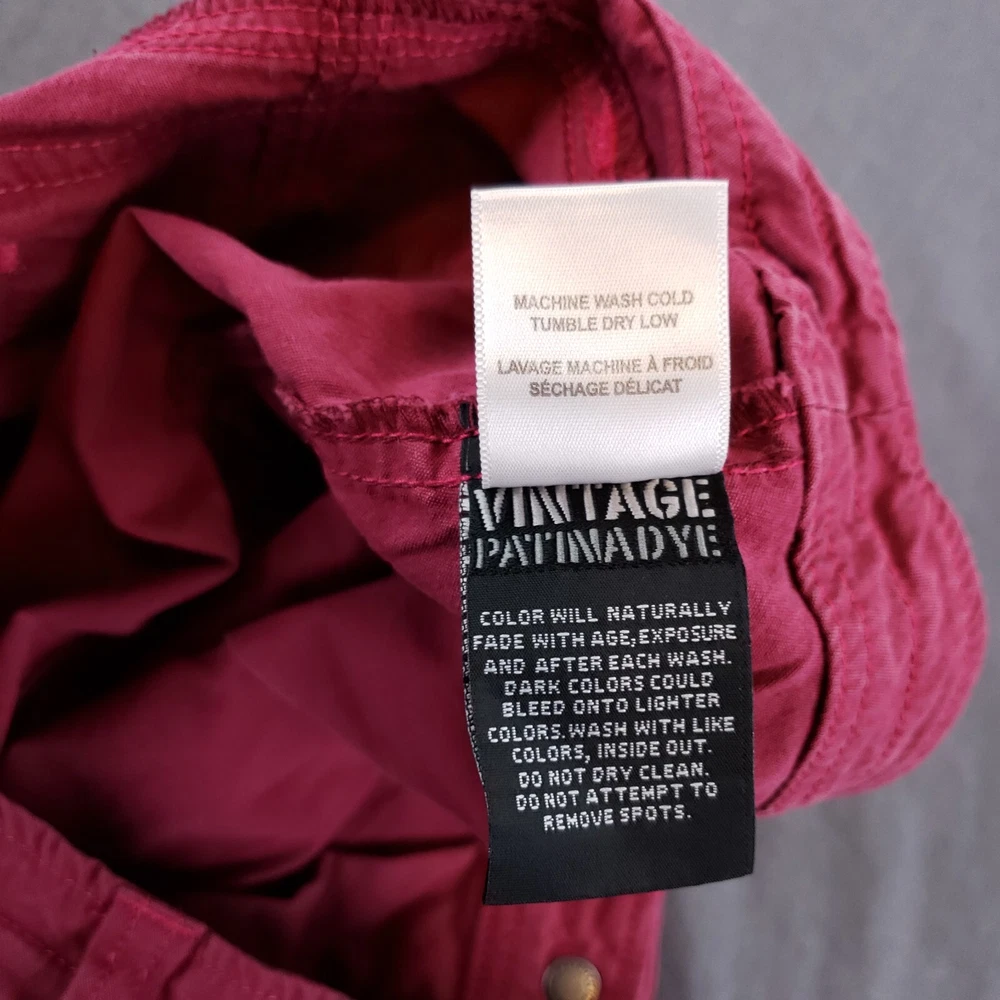 MACHINE WASH COLD
TUMBLE DRY LOW
LAVAGE MACHINE À FROID
SÉCHAGE DÉLICAT
VINTAGE
PATINADYE
COLOR WILL NATURALLY
FADE WITH AGE,EXPOSURE
AND AFTER EACH WASH.
DARK COLORS COULD
BLEED ONTO LIGHTER
COLORS.WASH WITH LIKE
COLORS, INSIDE OUT.
DO NOT DRY CLEAN.
DO NOT ATTEMPT TO
REMOVE SPOTS.